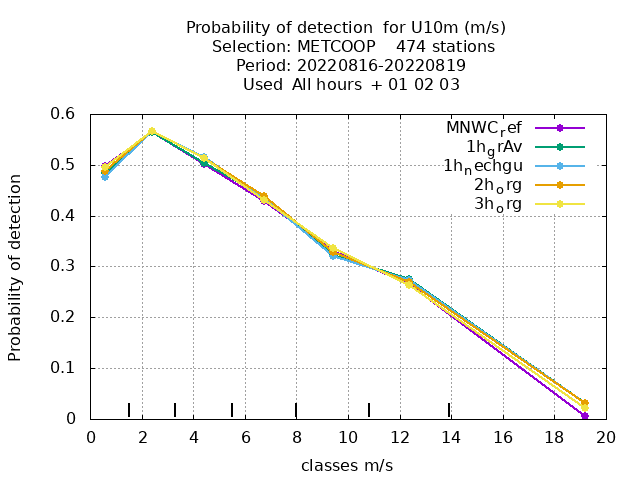 Probability of detection for U10m (m/s)
Selection: METCOOP 474 stations
Period: 20220816-20220819
Used All hours + 01 02 03
MNWC_ref
1h_grAv
1h_nechgu
2h_org
3h_org
Probability of detection
0.6
0.5
0.4
0.3
0.2
0.1
0
0 2 4 6 8 10 12 14 16 18 20
classes m/s